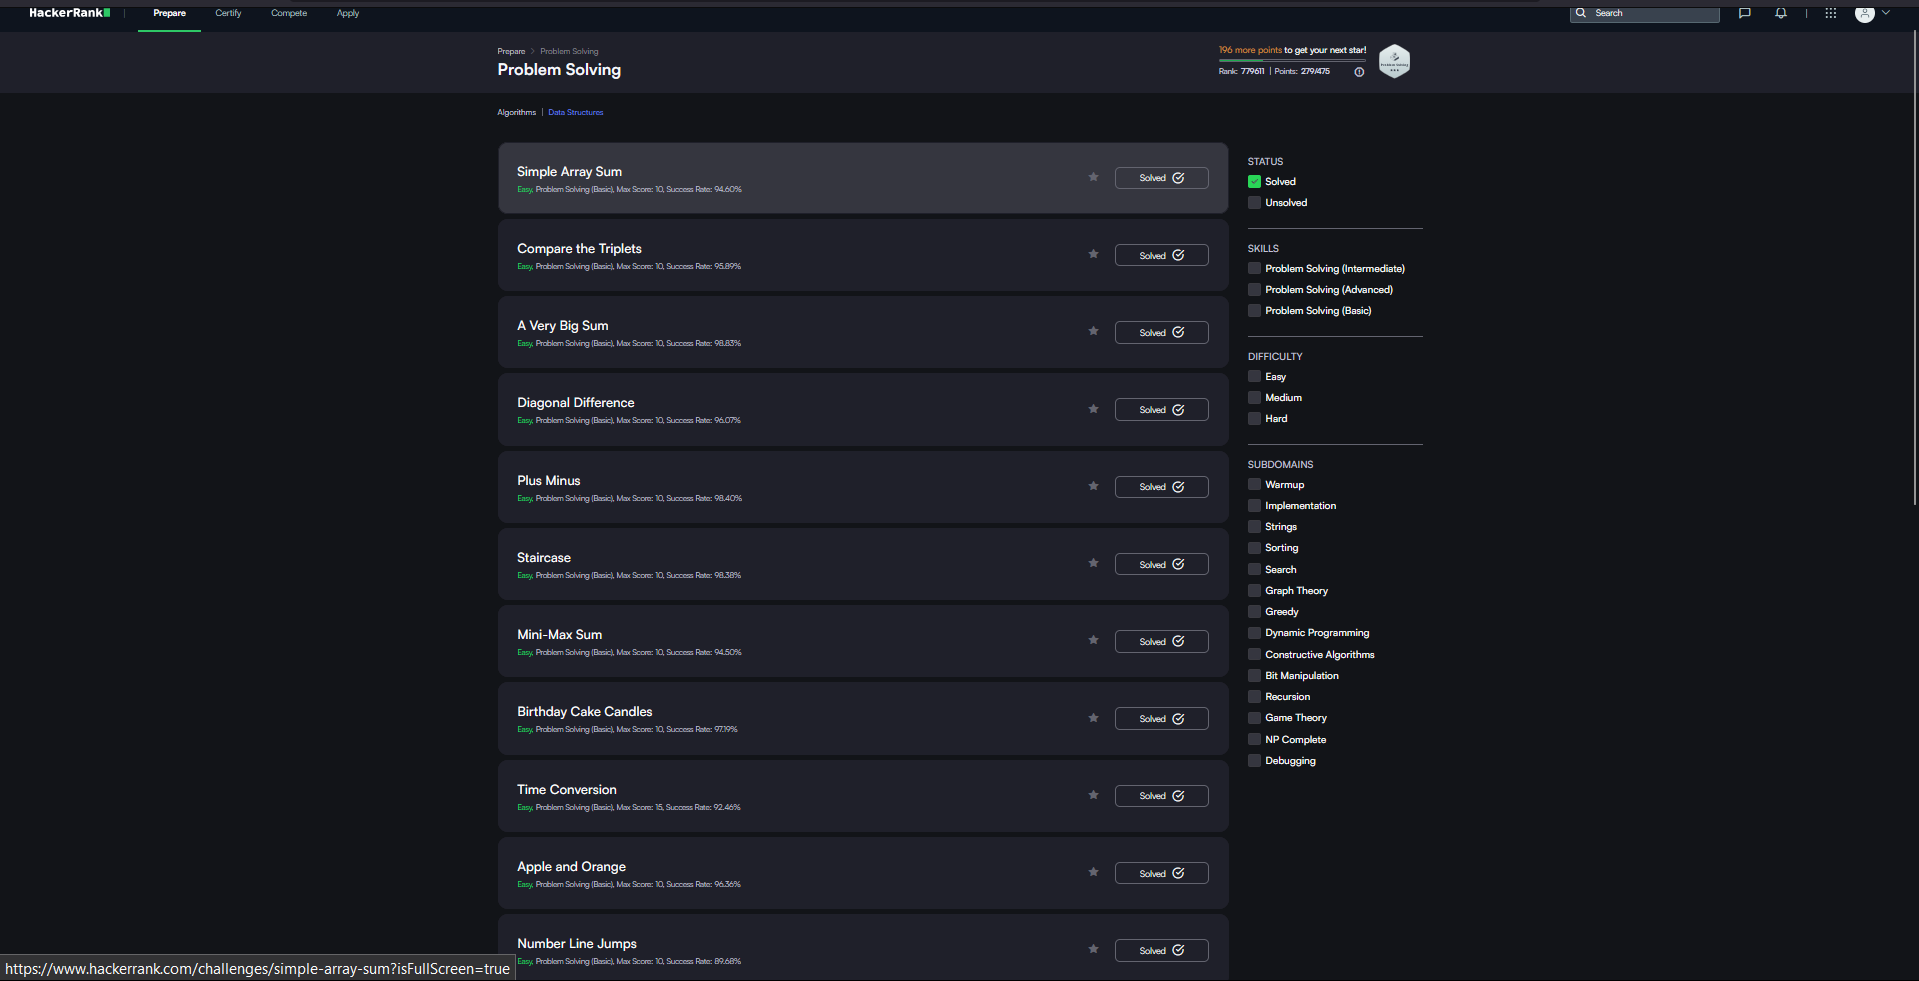 HackerRank | Prepare Certify Compete Apply Search
Prepare > Problem Solving
Problem Solving
196 more points to get your next star!
Rank: 779611 | Points: 279/475
Problem Solving
Algorithms | Data Structures
Simple Array Sum
Easy, Problem Solving (Basic), Max Score: 10, Success Rate: 94.60%
Solved
Compare the Triplets
Easy, Problem Solving (Basic), Max Score: 10, Success Rate: 95.89%
Solved
A Very Big Sum
Easy, Problem Solving (Basic), Max Score: 10, Success Rate: 98.83%
Solved
Diagonal Difference
Easy, Problem Solving (Basic), Max Score: 10, Success Rate: 96.07%
Solved
Plus Minus
Easy, Problem Solving (Basic), Max Score: 10, Success Rate: 98.40%
Solved
Staircase
Easy, Problem Solving (Basic), Max Score: 10, Success Rate: 98.38%
Solved
Mini-Max Sum
Easy, Problem Solving (Basic), Max Score: 10, Success Rate: 94.50%
Solved
Birthday Cake Candles
Easy, Problem Solving (Basic), Max Score: 10, Success Rate: 97.19%
Solved
Time Conversion
Easy, Problem Solving (Basic), Max Score: 15, Success Rate: 92.46%
Solved
Apple and Orange
Easy, Problem Solving (Basic), Max Score: 10, Success Rate: 96.36%
Solved
Number Line Jumps
Easy, Problem Solving (Basic), Max Score: 10, Success Rate: 89.68%
Solved
STATUS
Solved
Unsolved
SKILLS
Problem Solving (Intermediate)
Problem Solving (Advanced)
Problem Solving (Basic)
DIFFICULTY
Easy
Medium
Hard
SUBDOMAINS
Warmup
Implementation
Strings
Sorting
Search
Graph Theory
Greedy
Dynamic Programming
Constructive Algorithms
Bit Manipulation
Recursion
Game Theory
NP Complete
Debugging
https://www.hackerrank.com/challenges/simple-array-sum?isFullScreen=true